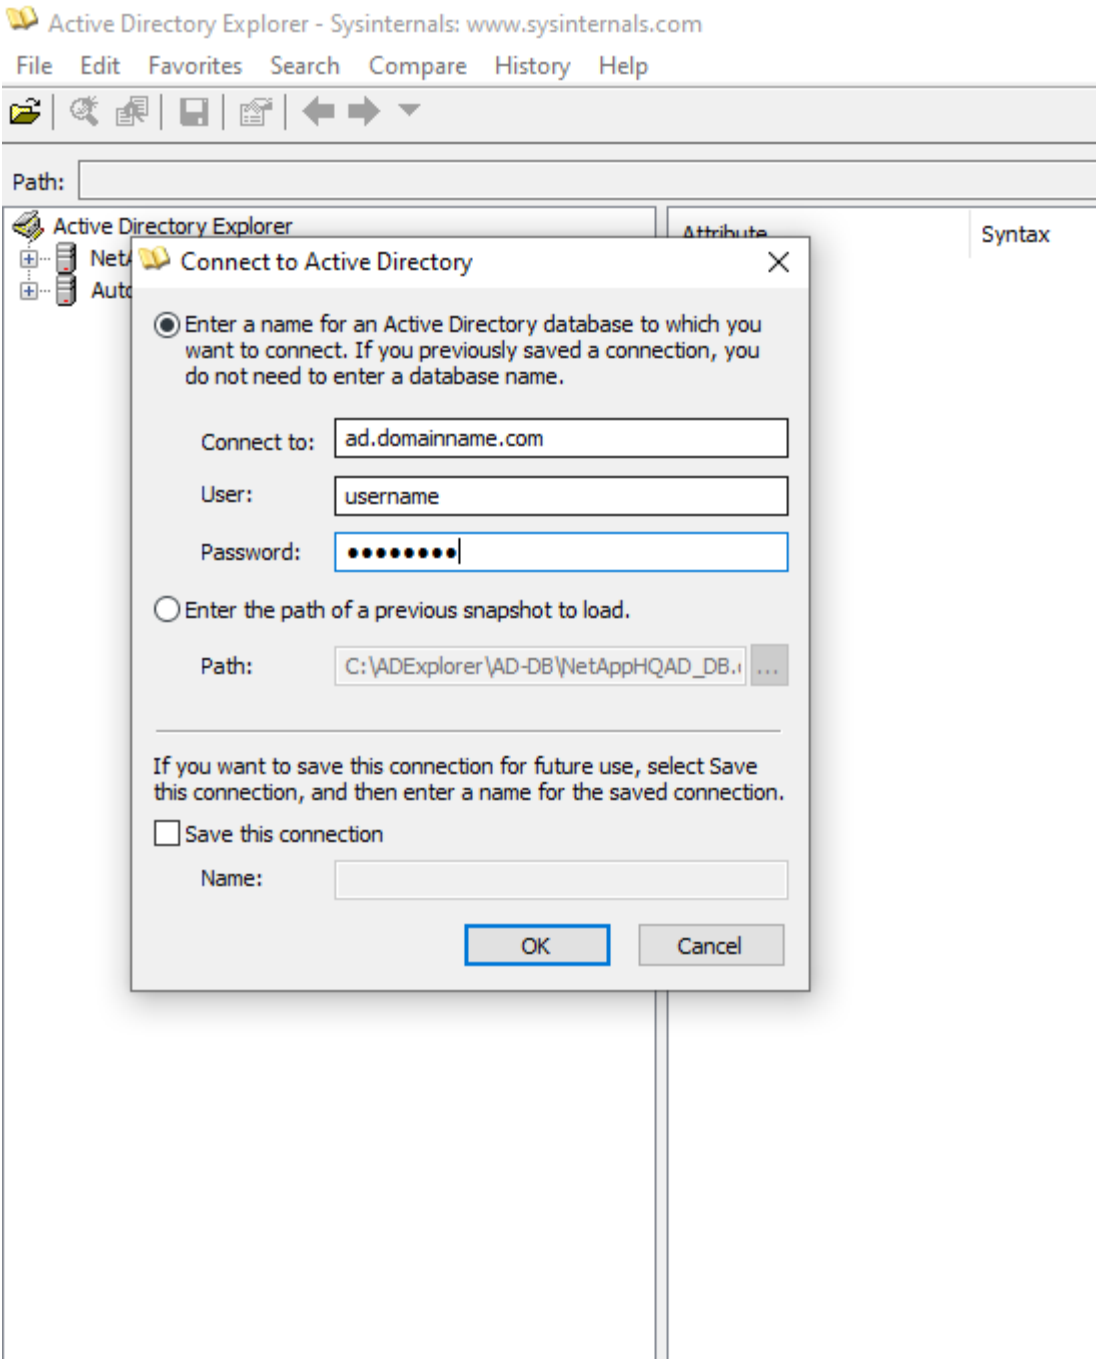 Active Directory Explorer - Sysinternals: www.sysinternals.com
File Edit Favorites Search Compare History Help
Path:
Active Directory Explorer
Attribute Syntax
Connect to Active Directory
Enter a name for an Active Directory database to which you
want to connect. If you previously saved a connection, you
do not need to enter a database name.
Connect to: ad.domainname.com
User: username
Password: ●●●●●●●●
Enter the path of a previous snapshot to load.
Path: C:\ADExplorer\AD-DB\NetAppHQAD_DB. ...
If you want to save this connection for future use, select Save
this connection, and then enter a name for the saved connection.
Save this connection
Name:
OK Cancel